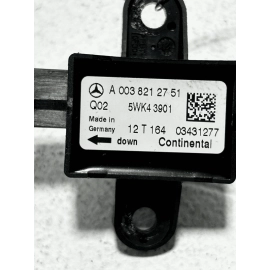 A 003 821 27 51
Q02 5WK4 3901
Made in
Germany 12 T 164 03431277
down Continental